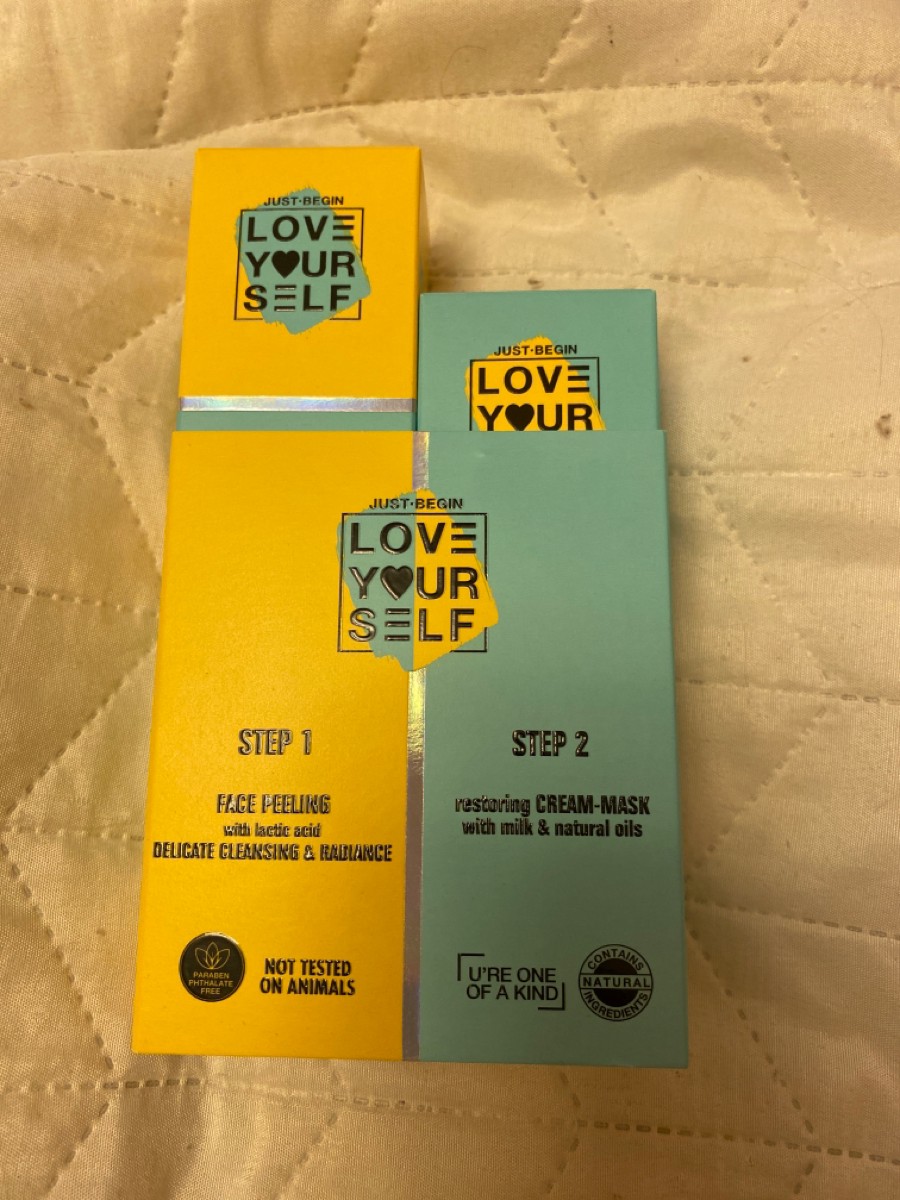 JUST·BEGIN
LOVE
YOUR
SELF
JUST·BEGIN
LOVE
YOUR
JUST·BEGIN
LOVE
YOUR
SELF
STEP 1
FACE PEELING
with lactic acid
DELICATE CLEANSING & RADIANCE
PARABEN
PHTHALATE
FREE
NOT TESTED
ON ANIMALS
STEP 2
restoring CREAM-MASK
with milk & natural oils
U'RE ONE
OF A KIND
CONTAINS
NATURAL
INGREDIENTS